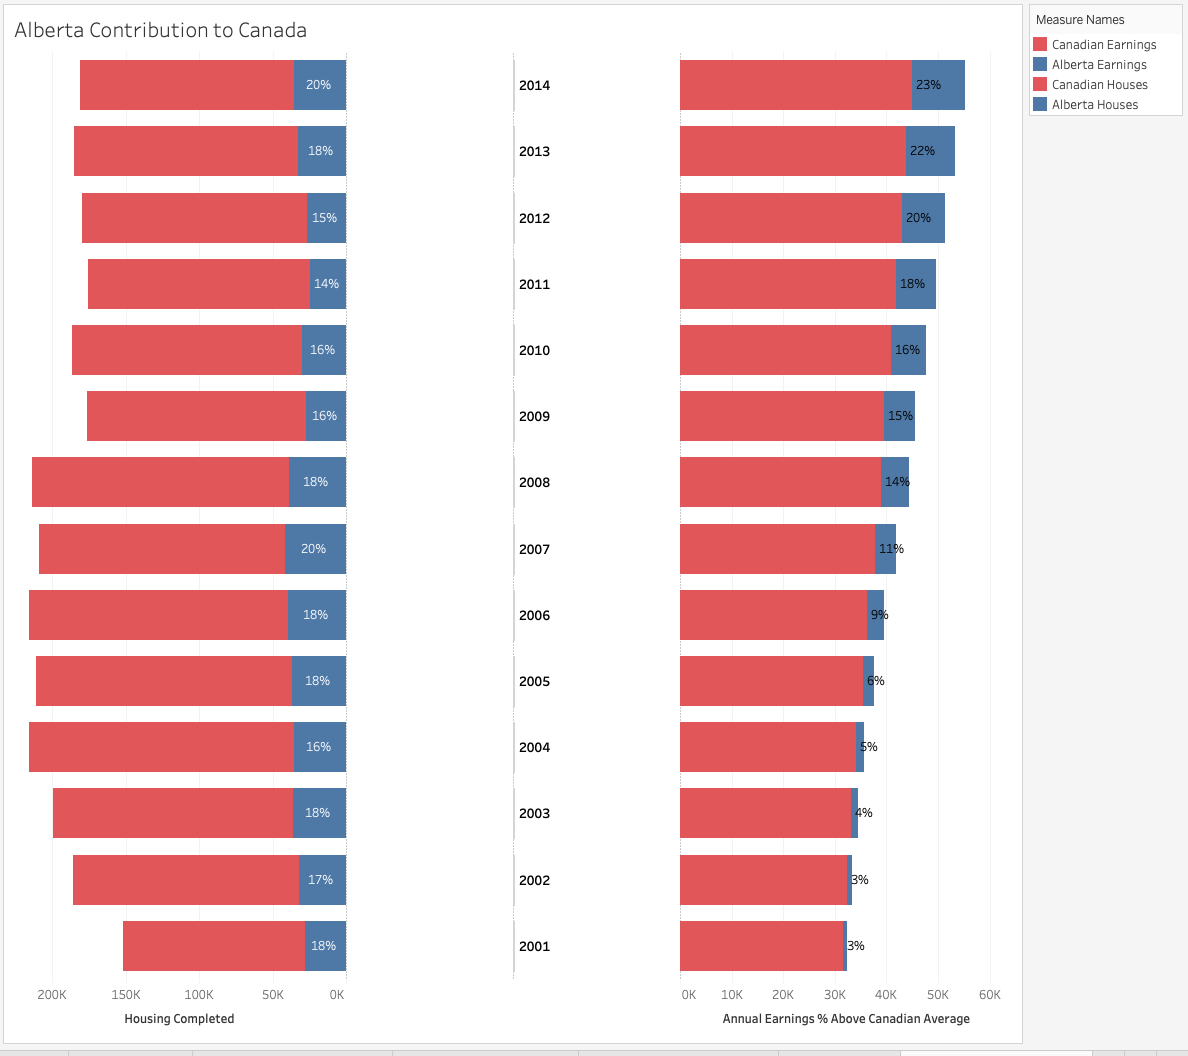 Alberta Contribution to Canada
Measure Names
Canadian Earnings
Alberta Earnings
Canadian Houses
Alberta Houses
20% 2014 23%
18% 2013 22%
15% 2012 20%
14% 2011 18%
16% 2010 16%
16% 2009 15%
18% 2008 14%
20% 2007 11%
18% 2006 9%
18% 2005 6%
16% 2004 5%
18% 2003 4%
17% 2002 3%
18% 2001 3%
200K 150K 100K 50K 0K 0K 10K 20K 30K 40K 50K 60K
Housing Completed Annual Earnings % Above Canadian Average